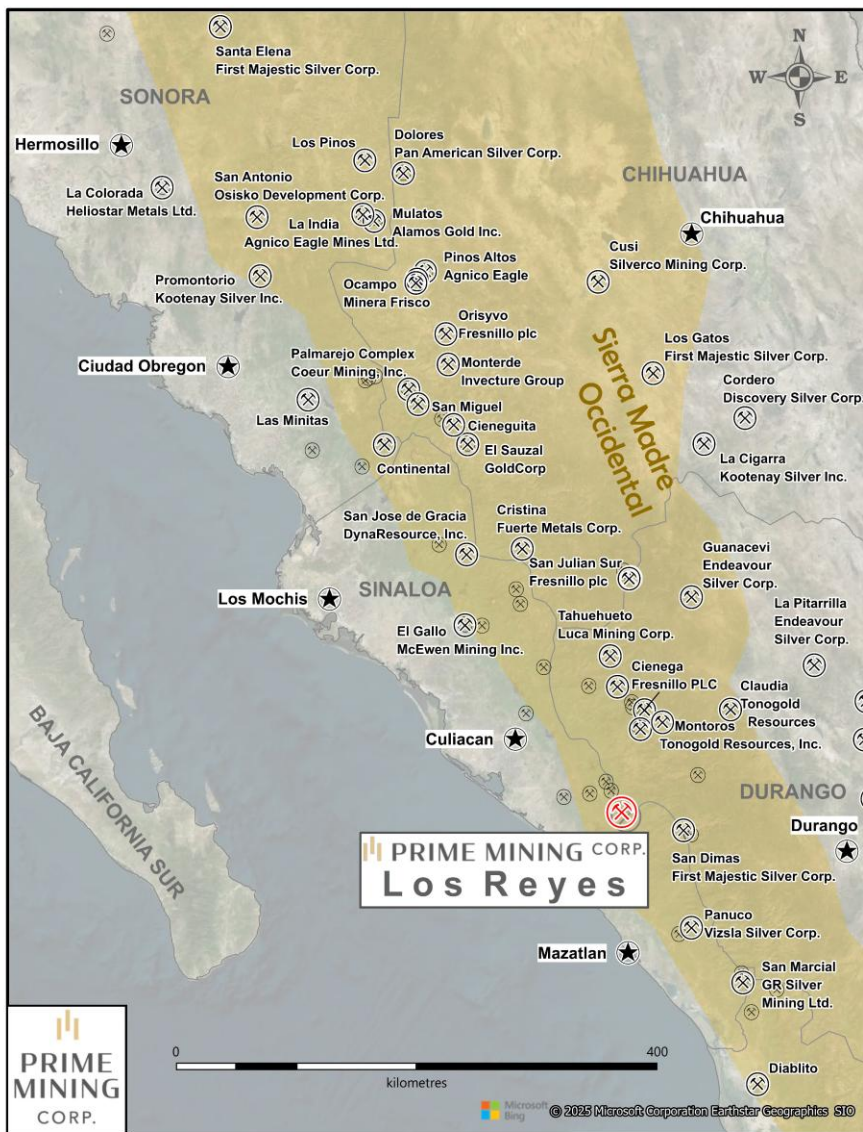 N
W
E
S
Santa Elena
First Majestic Silver Corp.
SONORA
Hermosillo
Los Pinos
Dolores
Pan American Silver Corp.
CHIHUAHUA
La Colorada
Heliostar Metals Ltd.
San Antonio
Osisko Development Corp.
La India
Agnico Eagle Mines Ltd.
Mulatos
Alamos Gold Inc.
Chihuahua
Promontorio
Kootenay Silver Inc.
Ocampo
Minera Frisco
Pinos Altos
Agnico Eagle
Cusi
Silverco Mining Corp.
Orisyvo
Fresnillo plc
Sierra Madre
Occidental
Los Gatos
First Majestic Silver Corp.
Ciudad Obregon
Palmarejo Complex
Coeur Mining, Inc.
Monterde
Invecture Group
Cordero
Discovery Silver Corp.
Las Minitas
San Miguel
Cieneguita
Continental
El Sauzal
GoldCorp
La Cigarra
Kootenay Silver Inc.
San Jose de Gracia
DynaResource, Inc.
Cristina
Fuerte Metals Corp.
San Julian Sur
Fresnillo plc
Guanacevi
Endeavour
Silver Corp.
Los Mochis
SINALOA
El Gallo
McEwen Mining Inc.
Tahuehueto
Luca Mining Corp.
La Pitarrilla
Endeavour
Silver Corp.
Cienega
Fresnillo PLC
Claudia
Tonogold
Resources
Montoros
Tonogold Resources, Inc.
BAJA CALIFORNIA SUR
Culiacan
DURANGO
Durango
PRIME MINING CORP.
Los Reyes
San Dimas
First Majestic Silver Corp.
Panuco
Vizsla Silver Corp.
Mazatlan
San Marcial
GR Silver
Mining Ltd.
Diablito
PRIME
MINING
CORP.
0
400
kilometres
Microsoft
Bing
© 2025 Microsoft Corporation Earthstar Geographics SIO